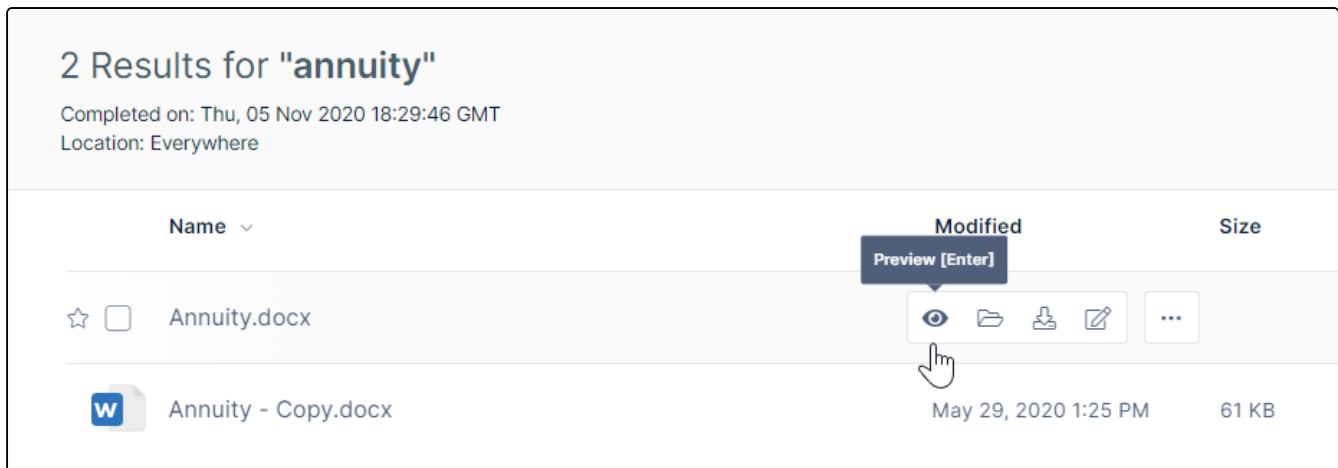 2 Results for "annuity"
Completed on: Thu, 05 Nov 2020 18:29:46 GMT
Location: Everywhere
Name Modified Size
Preview [Enter]
Annuity.docx
W Annuity - Copy.docx May 29, 2020 1:25 PM 61 KB